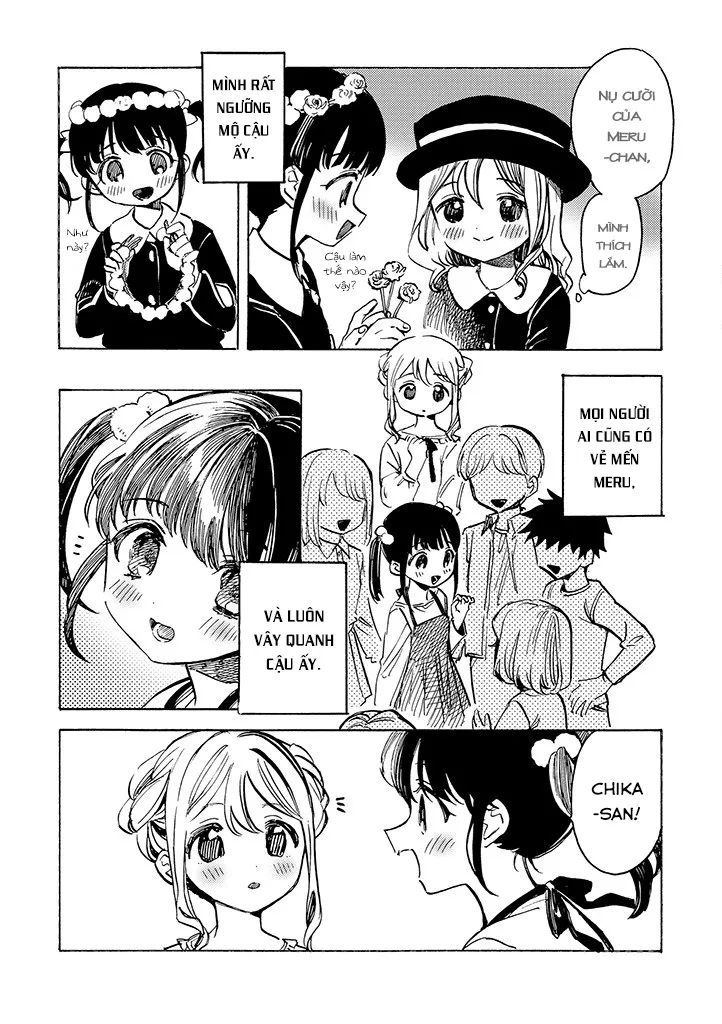 NỤ CƯỜI
CỦA
MERU
-CHAN,
MÌNH
THÍCH
LẮM.
Cậu làm
thế nào
vậy?
MÌNH RẤT
NGƯỠNG
MỘ CẬU
ẤY.
Như
này?
MỌI NGƯỜI
AI CŨNG CÓ
VẺ MẾN
MERU,
VÀ LUÔN
VÂY QUANH
CẬU ẤY.
CHIKA
-SAN!